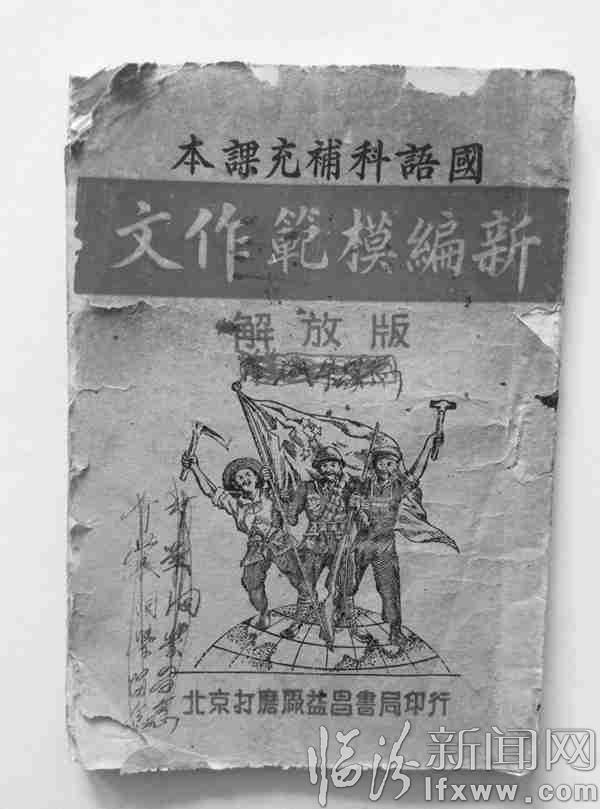 國語科補充課本
新編模範作文
解放版
北京打磨厰益昌書局印行
临汾新闻网
lfxww.com